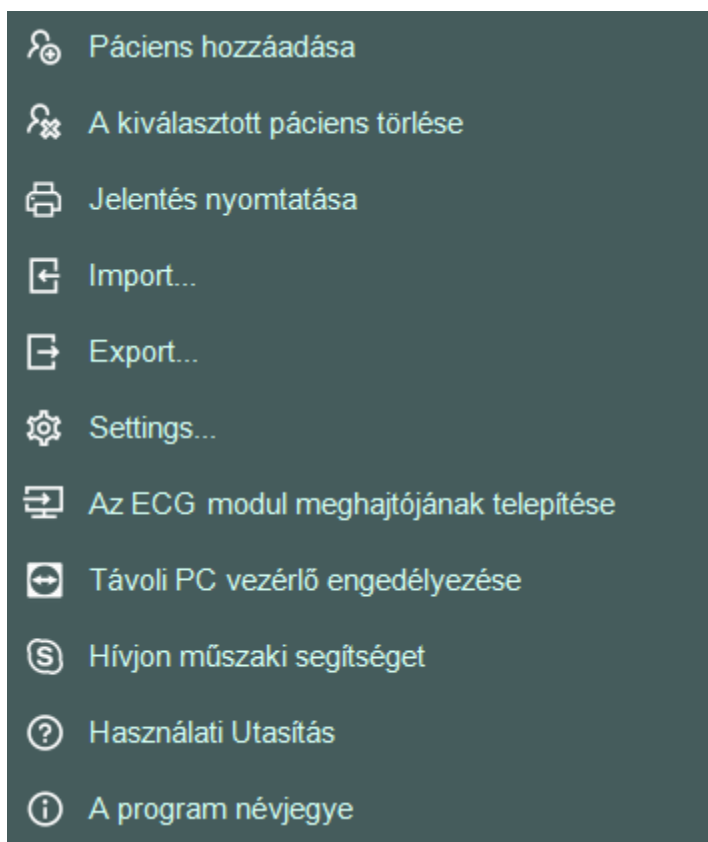 Páciens hozzáadása
A kiválasztott páciens törlése
Jelentés nyomtatása
Import...
Export...
Settings...
Az ECG modul meghajtójának telepítése
Távoli PC vezérlő engedélyezése
Hívjon műszaki segítséget
Használati Utasítás
A program névjegye